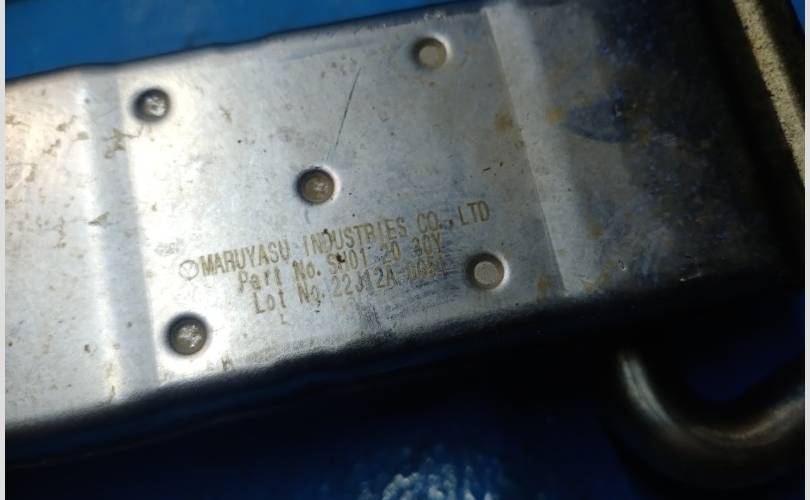 MARUYASU INDUSTRIES CO., LTD
Part No. SH01 20 30Y
Lot No. 22J12A